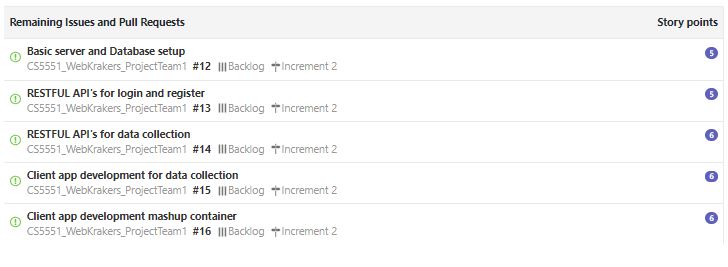 Remaining Issues and Pull Requests Story points
Basic server and Database setup 5
CS5551_WebKrakers_ProjectTeam1 #12 Backlog Increment 2
RESTFUL API's for login and register 5
CS5551_WebKrakers_ProjectTeam1 #13 Backlog Increment 2
RESTFUL API's for data collection 6
CS5551_WebKrakers_ProjectTeam1 #14 Backlog Increment 2
Client app development for data collection 6
CS5551_WebKrakers_ProjectTeam1 #15 Backlog Increment 2
Client app development mashup container 6
CS5551_WebKrakers_ProjectTeam1 #16 Backlog Increment 2